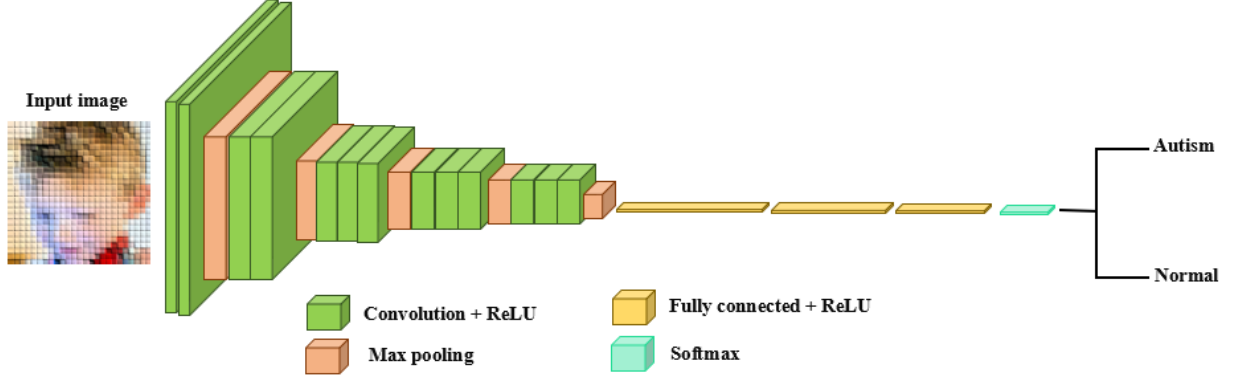 Input image
Autism
Normal
Convolution + ReLU
Fully connected + ReLU
Max pooling
Softmax